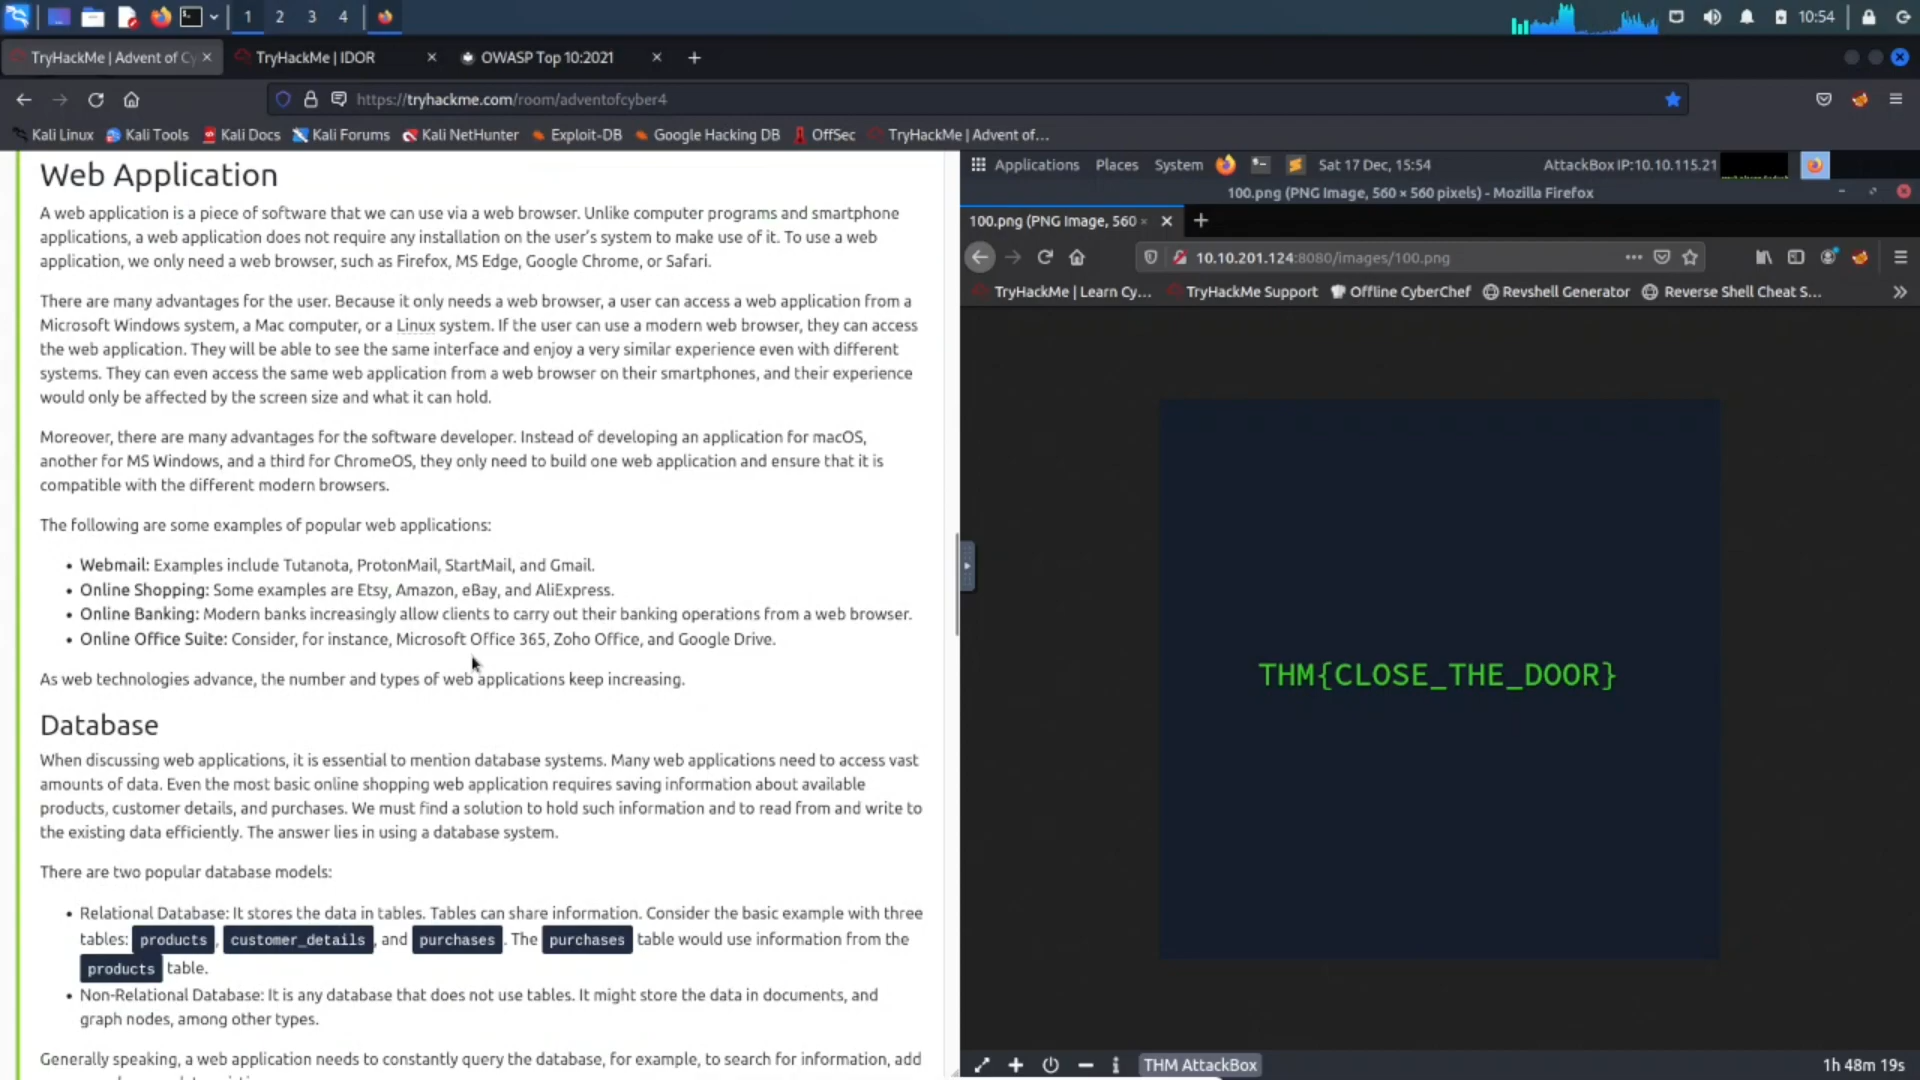 1 2 3 4 10:54
TryHackMe | Advent of Cy
TryHackMe | IDOR
OWASP Top 10:2021
https://tryhackme.com/room/adventofcyber4
Kali Linux Kali Tools Kali Docs Kali Forums Kali NetHunter Exploit-DB Google Hacking DB OffSec TryHackMe | Advent of...
Web Application
A web application is a piece of software that we can use via a web browser. Unlike computer programs and smartphone
applications, a web application does not require any installation on the user's system to make use of it. To use a web
application, we only need a web browser, such as Firefox, MS Edge, Google Chrome, or Safari.
There are many advantages for the user. Because it only needs a web browser, a user can access a web application from a
Microsoft Windows system, a Mac computer, or a Linux system. If the user can use a modern web browser, they can access
the web application. They will be able to see the same interface and enjoy a very similar experience even with different
systems. They can even access the same web application from a web browser on their smartphones, and their experience
would only be affected by the screen size and what it can hold.
Moreover, there are many advantages for the software developer. Instead of developing an application for macOS,
another for MS Windows, and a third for ChromeOS, they only need to build one web application and ensure that it is
compatible with the different modern browsers.
The following are some examples of popular web applications:
• Webmail: Examples include Tutanota, ProtonMail, StartMail, and Gmail.
• Online Shopping: Some examples are Etsy, Amazon, eBay, and AliExpress.
• Online Banking: Modern banks increasingly allow clients to carry out their banking operations from a web browser.
• Online Office Suite: Consider, for instance, Microsoft Office 365, Zoho Office, and Google Drive.
As web technologies advance, the number and types of web applications keep increasing.
Database
When discussing web applications, it is essential to mention database systems. Many web applications need to access vast
amounts of data. Even the most basic online shopping web application requires saving information about available
products, customer details, and purchases. We must find a solution to hold such information and to read from and write to
the existing data efficiently. The answer lies in using a database system.
There are two popular database models:
• Relational Database: It stores the data in tables. Tables can share information. Consider the basic example with three
tables: products, customer_details, and purchases. The purchases table would use information from the
products table.
• Non-Relational Database: It is any database that does not use tables. It might store the data in documents, and
graph nodes, among other types.
Generally speaking, a web application needs to constantly query the database, for example, to search for information, add
Applications Places System Sat 17 Dec, 15:54 AttackBox IP:10.10.115.21
100.png (PNG Image, 560 × 560 pixels) - Mozilla Firefox
100.png (PNG Image, 560 ×
10.10.201.124:8080/images/100.png
TryHackMe | Learn Cy... TryHackMe Support Offline CyberChef Revshell Generator Reverse Shell Cheat S...
THM{CLOSE_THE_DOOR}
THM AttackBox 1h 48m 19s